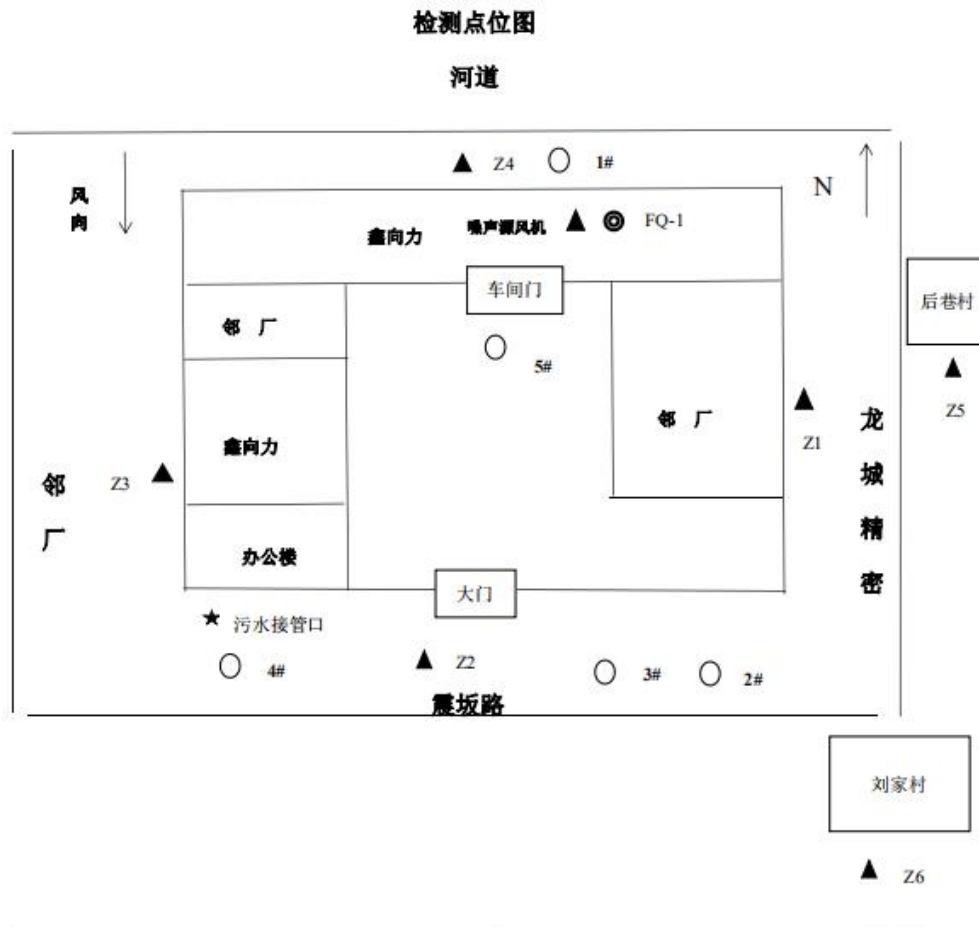 检测点位图
河道
Z4 1#
风向
N
鑫向力 噪声源风机 FQ-1
车间门
后巷村
邻 厂
5#
Z5
邻 厂
龙城精密
Z1
鑫向力
Z3
邻厂
办公楼
大门
污水接管口
4# Z2 3# 2#
震坂路
刘家村
Z6